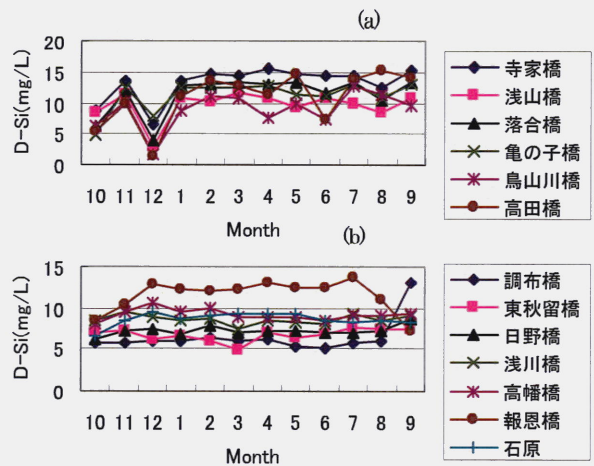 (a)
D-Si(mg/L)
20
15
10
5
0
10 11 12 1 2 3 4 5 6 7 8 9
Month
寺家橋
浅山橋
落合橋
亀の子橋
鳥山川橋
高田橋
(b)
D-Si(mg/L)
15
10
5
0
10 11 12 1 2 3 4 5 6 7 8 9
Month
調布橋
東秋留橋
日野橋
浅川橋
高幡橋
報恩橋
石原